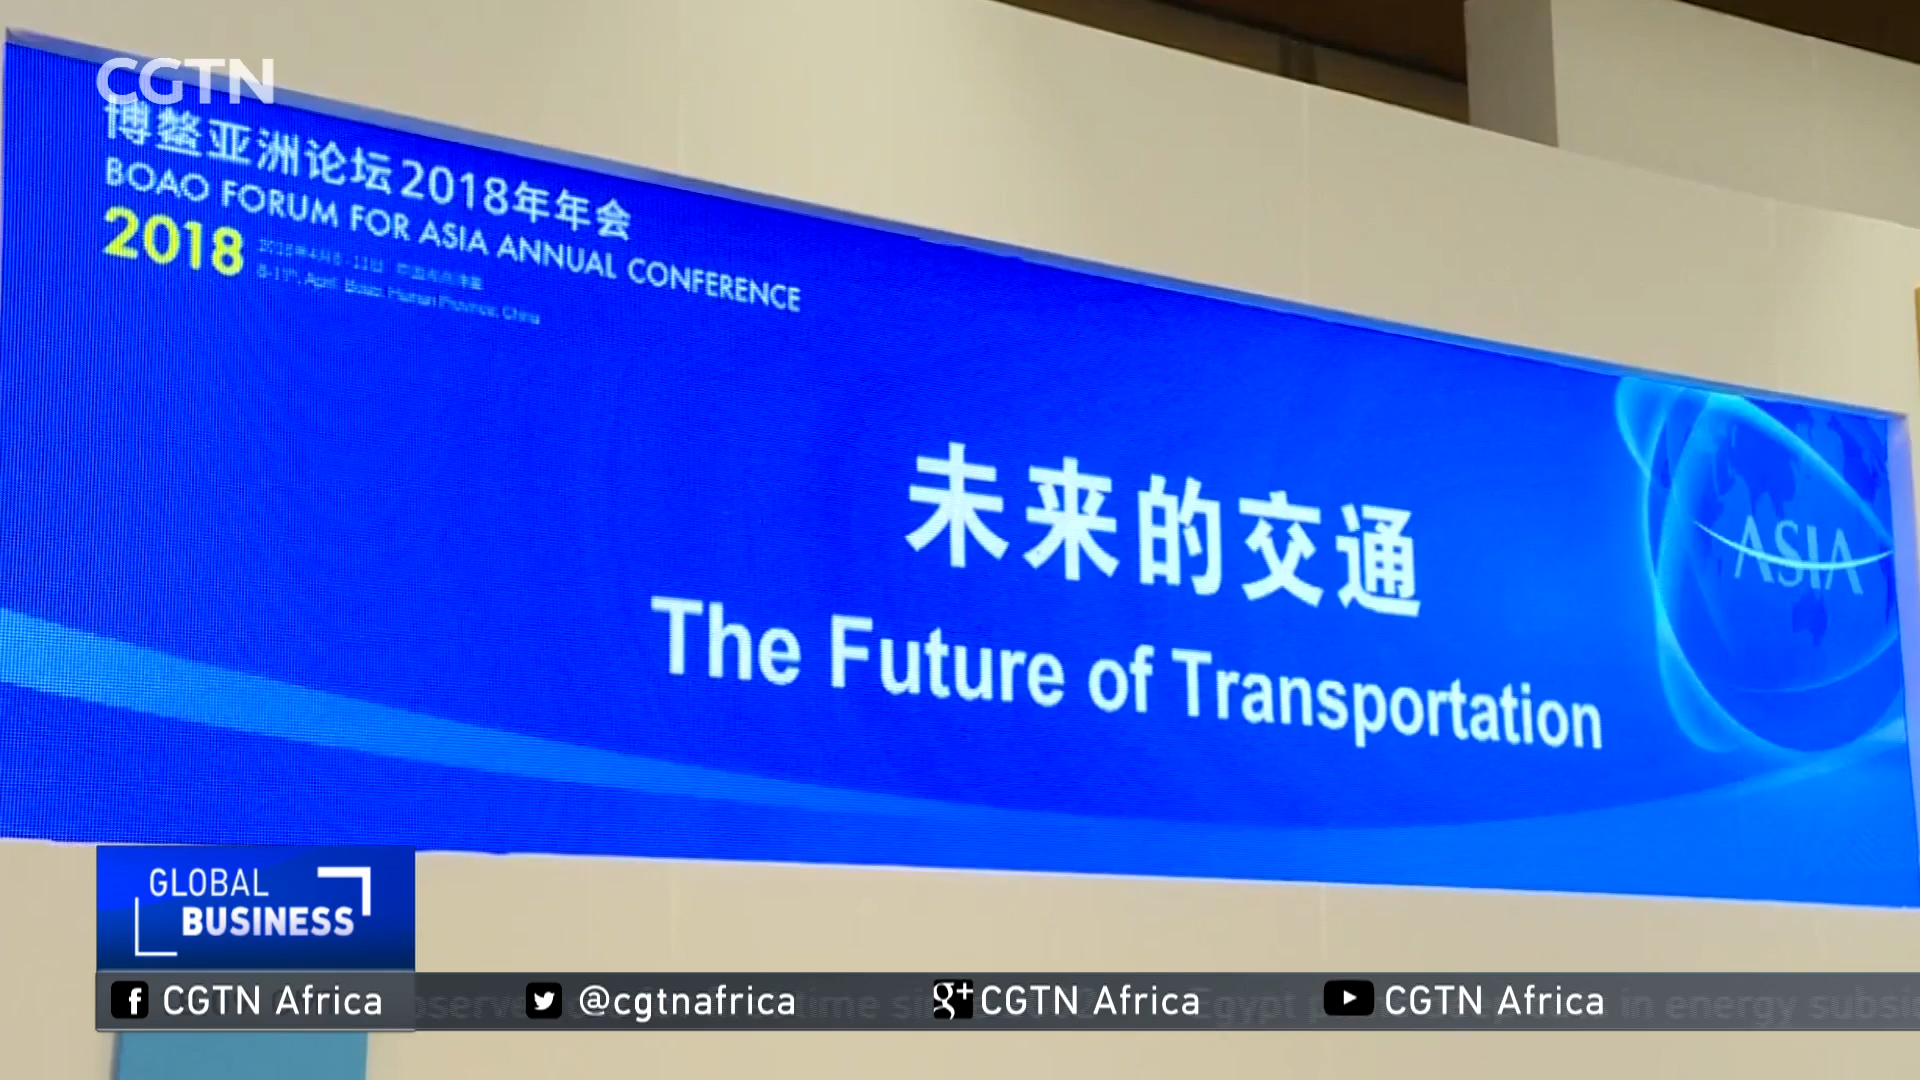 CGTN
博鳌亚洲论坛2018年年会
BOAO FORUM FOR ASIA ANNUAL CONFERENCE
2018
未来的交通
The Future of Transportation
ASIA
GLOBAL
BUSINESS
CGTN Africa @cgtnafrica g+ CGTN Africa CGTN Africa